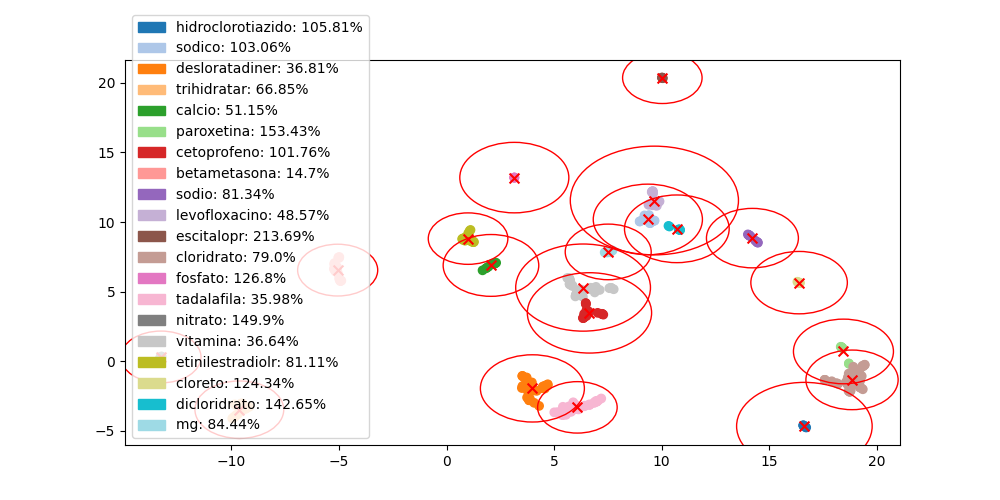 hidroclorotiazido: 105.81%
sodico: 103.06%
desloratadiner: 36.81%
trihidratar: 66.85%
calcio: 51.15%
paroxetina: 153.43%
cetoprofeno: 101.76%
betametasona: 14.7%
sodio: 81.34%
levofloxacino: 48.57%
escitalopr: 213.69%
cloridrato: 79.0%
fosfato: 126.8%
tadalafila: 35.98%
nitrato: 149.9%
vitamina: 36.64%
etinilestradiolr: 81.11%
cloreto: 124.34%
dicloridrato: 142.65%
mg: 84.44%
20
15
10
5
0
−5
−10
−5
0
5
10
15
20